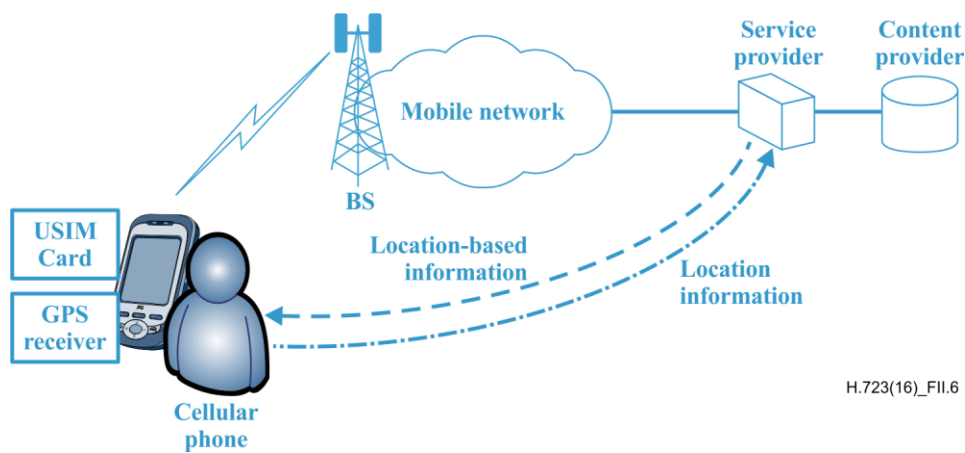 Service
provider
Content
provider
Mobile network
BS
USIM
Card
GPS
receiver
Location-based
information
Location
information
Cellular
phone
H.723(16)_FII.6